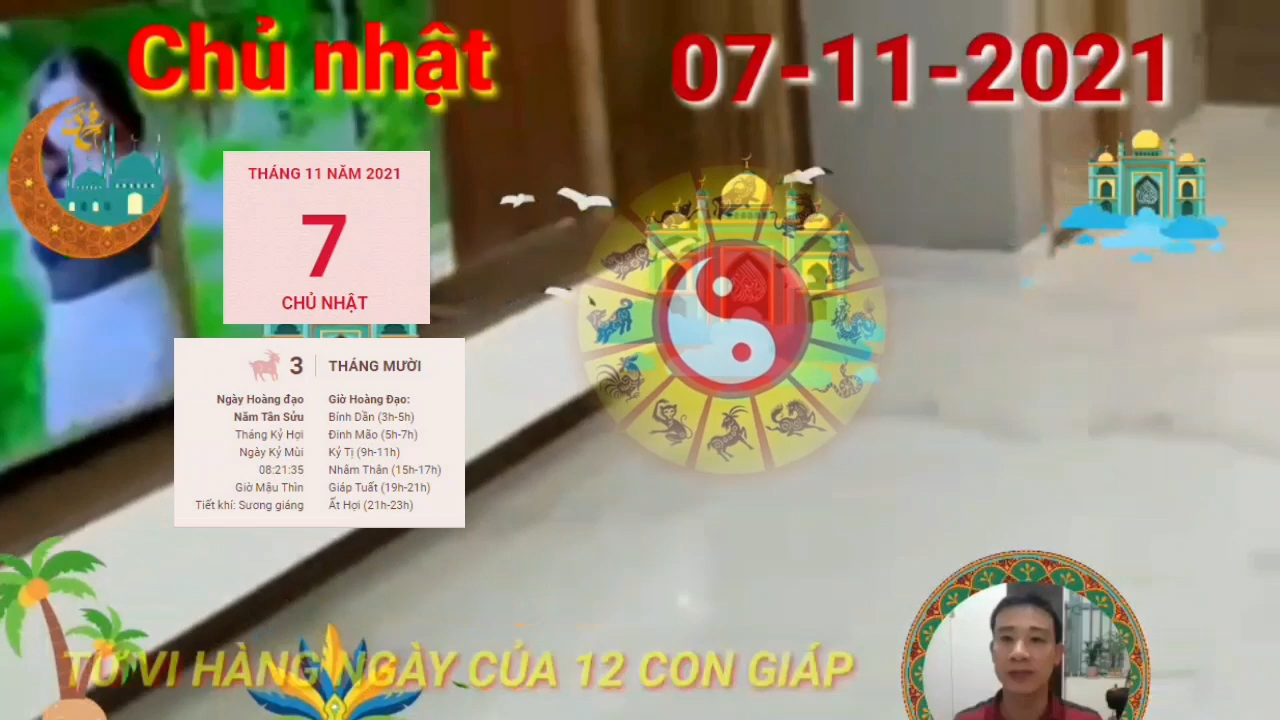 Chủ nhật
07-11-2021
THÁNG 11 NĂM 2021
7
CHỦ NHẬT
3
THÁNG MƯỜI
Ngày Hoàng đạo
Năm Tân Sửu
Tháng Kỷ Hợi
Ngày Kỷ Mùi
08:21:35
Giờ Mậu Thìn
Tiết khí: Sương giáng
Giờ Hoàng Đạo:
Bính Dần (3h-5h)
Đinh Mão (5h-7h)
Kỷ Tị (9h-11h)
Nhâm Thân (15h-17h)
Giáp Tuất (19h-21h)
Ất Hợi (21h-23h)
TỬ VI HÀNG NGÀY CỦA 12 CON GIÁP